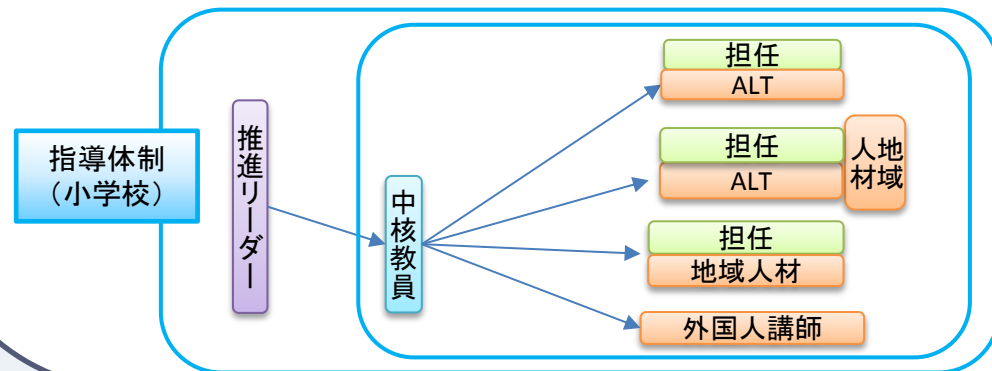 指導体制
（小学校）
推進リーダー
中核教員
担任
ALT
担任
ALT
地域
人材
担任
地域人材
外国人講師